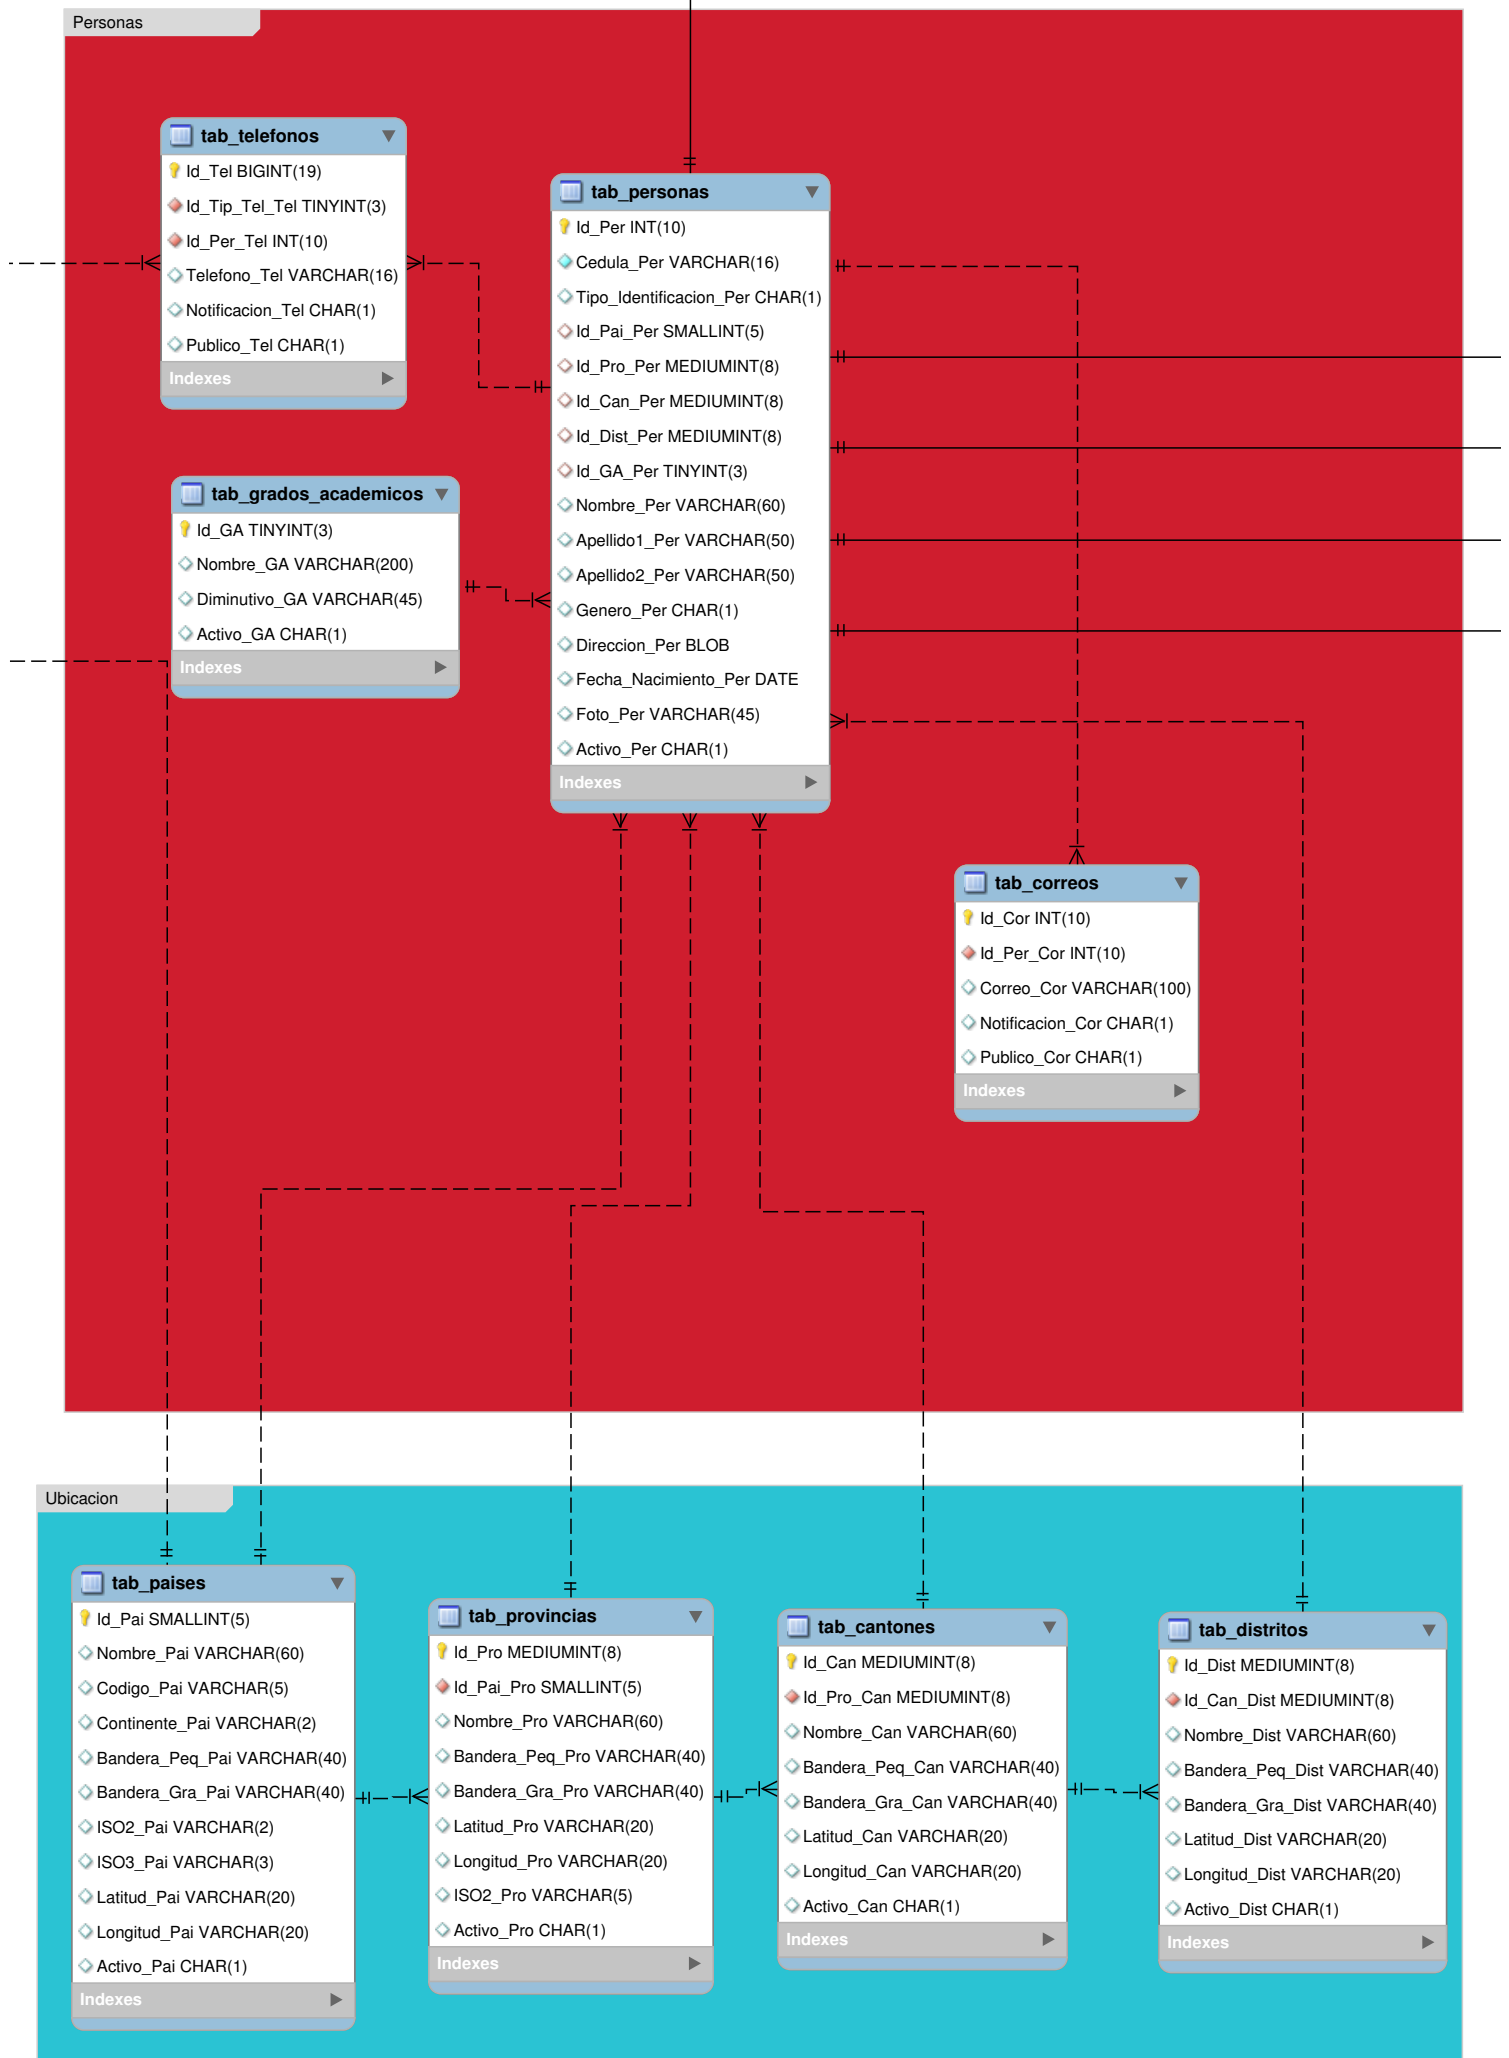 Personas
tab_telefonos
Id_Tel BIGINT(19)
Id_Tip_Tel_Tel TINYINT(3)
Id_Per_Tel INT(10)
Telefono_Tel VARCHAR(16)
Notificacion_Tel CHAR(1)
Publico_Tel CHAR(1)
Indexes
tab_personas
Id_Per INT(10)
Cedula_Per VARCHAR(16)
Tipo_Identificacion_Per CHAR(1)
Id_Pai_Per SMALLINT(5)
Id_Pro_Per MEDIUMINT(8)
Id_Can_Per MEDIUMINT(8)
Id_Dist_Per MEDIUMINT(8)
Id_GA_Per TINYINT(3)
Nombre_Per VARCHAR(60)
Apellido1_Per VARCHAR(50)
Apellido2_Per VARCHAR(50)
Genero_Per CHAR(1)
Direccion_Per BLOB
Fecha_Nacimiento_Per DATE
Foto_Per VARCHAR(45)
Activo_Per CHAR(1)
Indexes
tab_grados_academicos
Id_GA TINYINT(3)
Nombre_GA VARCHAR(200)
Diminutivo_GA VARCHAR(45)
Activo_GA CHAR(1)
Indexes
tab_correos
Id_Cor INT(10)
Id_Per_Cor INT(10)
Correo_Cor VARCHAR(100)
Notificacion_Cor CHAR(1)
Publico_Cor CHAR(1)
Indexes
Ubicacion
tab_paises
Id_Pai SMALLINT(5)
Nombre_Pai VARCHAR(60)
Codigo_Pai VARCHAR(5)
Continente_Pai VARCHAR(2)
Bandera_Peq_Pai VARCHAR(40)
Bandera_Gra_Pai VARCHAR(40)
ISO2_Pai VARCHAR(2)
ISO3_Pai VARCHAR(3)
Latitud_Pai VARCHAR(20)
Longitud_Pai VARCHAR(20)
Activo_Pai CHAR(1)
Indexes
tab_provincias
Id_Pro MEDIUMINT(8)
Id_Pai_Pro SMALLINT(5)
Nombre_Pro VARCHAR(60)
Bandera_Peq_Pro VARCHAR(40)
Bandera_Gra_Pro VARCHAR(40)
Latitud_Pro VARCHAR(20)
Longitud_Pro VARCHAR(20)
ISO2_Pro VARCHAR(5)
Activo_Pro CHAR(1)
Indexes
tab_cantones
Id_Can MEDIUMINT(8)
Id_Pro_Can MEDIUMINT(8)
Nombre_Can VARCHAR(60)
Bandera_Peq_Can VARCHAR(40)
Bandera_Gra_Can VARCHAR(40)
Latitud_Can VARCHAR(20)
Longitud_Can VARCHAR(20)
Activo_Can CHAR(1)
Indexes
tab_distritos
Id_Dist MEDIUMINT(8)
Id_Can_Dist MEDIUMINT(8)
Nombre_Dist VARCHAR(60)
Bandera_Peq_Dist VARCHAR(40)
Bandera_Gra_Dist VARCHAR(40)
Latitud_Dist VARCHAR(20)
Longitud_Dist VARCHAR(20)
Activo_Dist CHAR(1)
Indexes